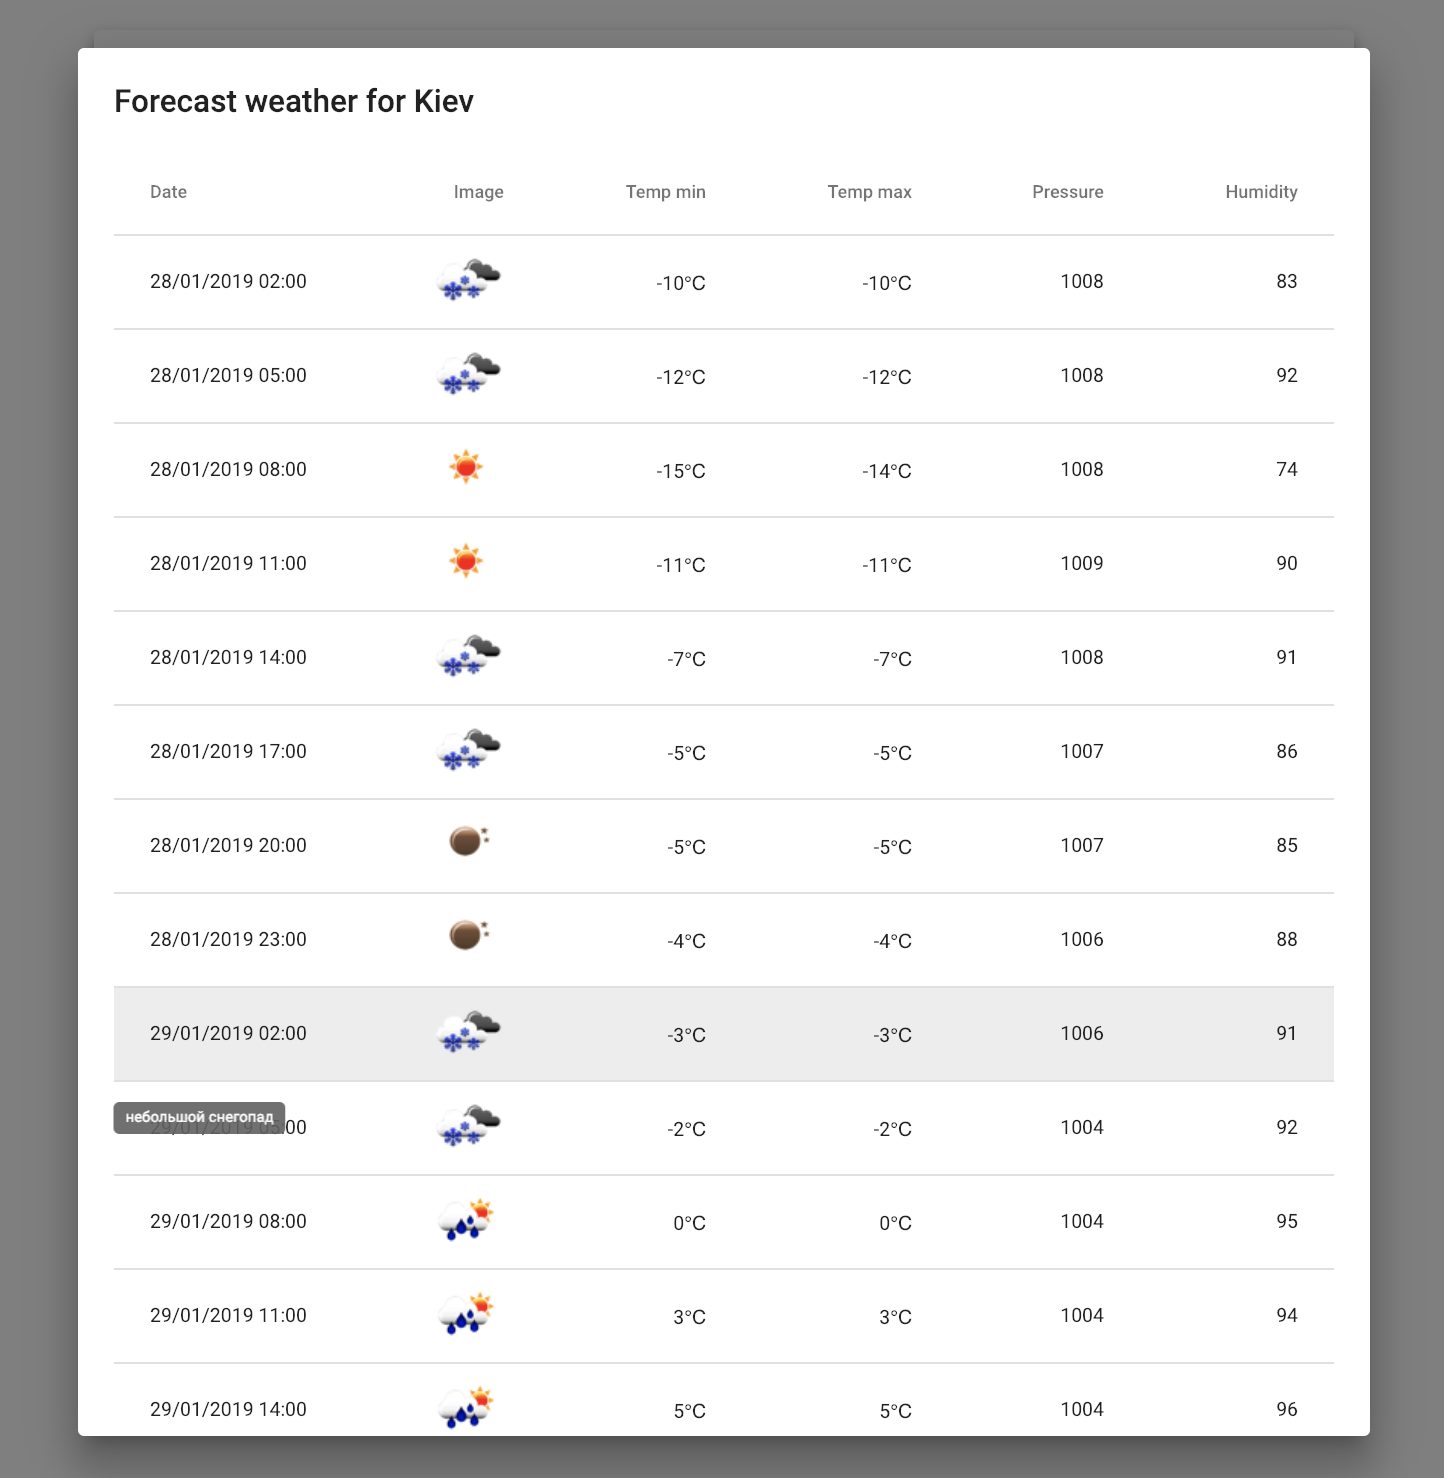 Forecast weather for Kiev
Date Image Temp min Temp max Pressure Humidity
28/01/2019 02:00 -10°C -10°C 1008 83
28/01/2019 05:00 -12°C -12°C 1008 92
28/01/2019 08:00 -15°C -14°C 1008 74
28/01/2019 11:00 -11°C -11°C 1009 90
28/01/2019 14:00 -7°C -7°C 1008 91
28/01/2019 17:00 -5°C -5°C 1007 86
28/01/2019 20:00 -5°C -5°C 1007 85
28/01/2019 23:00 -4°C -4°C 1006 88
29/01/2019 02:00 -3°C -3°C 1006 91
небольшой снегопад
29/01/2019 05:00 -2°C -2°C 1004 92
29/01/2019 08:00 0°C 0°C 1004 95
29/01/2019 11:00 3°C 3°C 1004 94
29/01/2019 14:00 5°C 5°C 1004 96